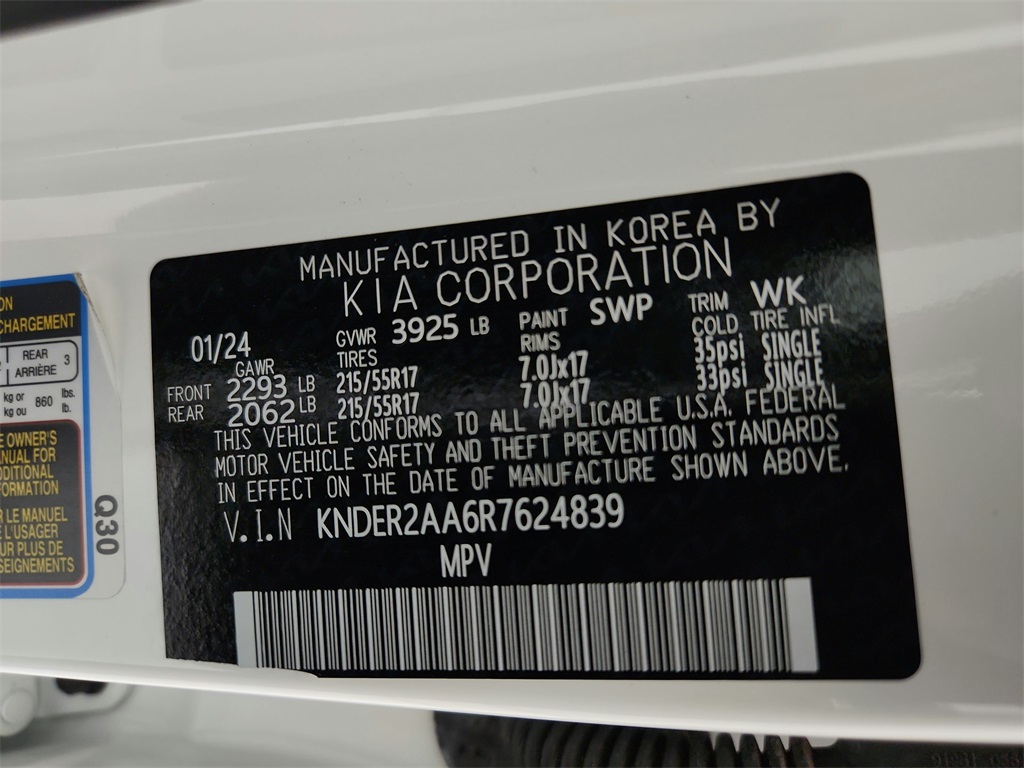 MANUFACTURED IN KOREA BY
KIA CORPORATION
01/24 GVWR 3925 LB PAINT SWP TRIM WK
GAWR TIRES RIMS COLD TIRE INFL
FRONT 2293 LB 215/55R17 7.0Jx17 35psi SINGLE
REAR 2062 LB 215/55R17 7.0Jx17 33psi SINGLE
THIS VEHICLE CONFORMS TO ALL APPLICABLE U.S.A. FEDERAL
MOTOR VEHICLE SAFETY AND THEFT PREVENTION STANDARDS
IN EFFECT ON THE DATE OF MANUFACTURE SHOWN ABOVE.
V.I.N KNDER2AA6R7624839
MPV
ON
CHARGEMENT
REAR 3
ARRIÈRE
kg or 860 lbs.
kg ou lb.
E OWNER'S
ANUAL FOR
DDITIONAL
FORMATION
R LE MANUEL
L'USAGER
UR PLUS DE
SEIGNEMENTS
Q30